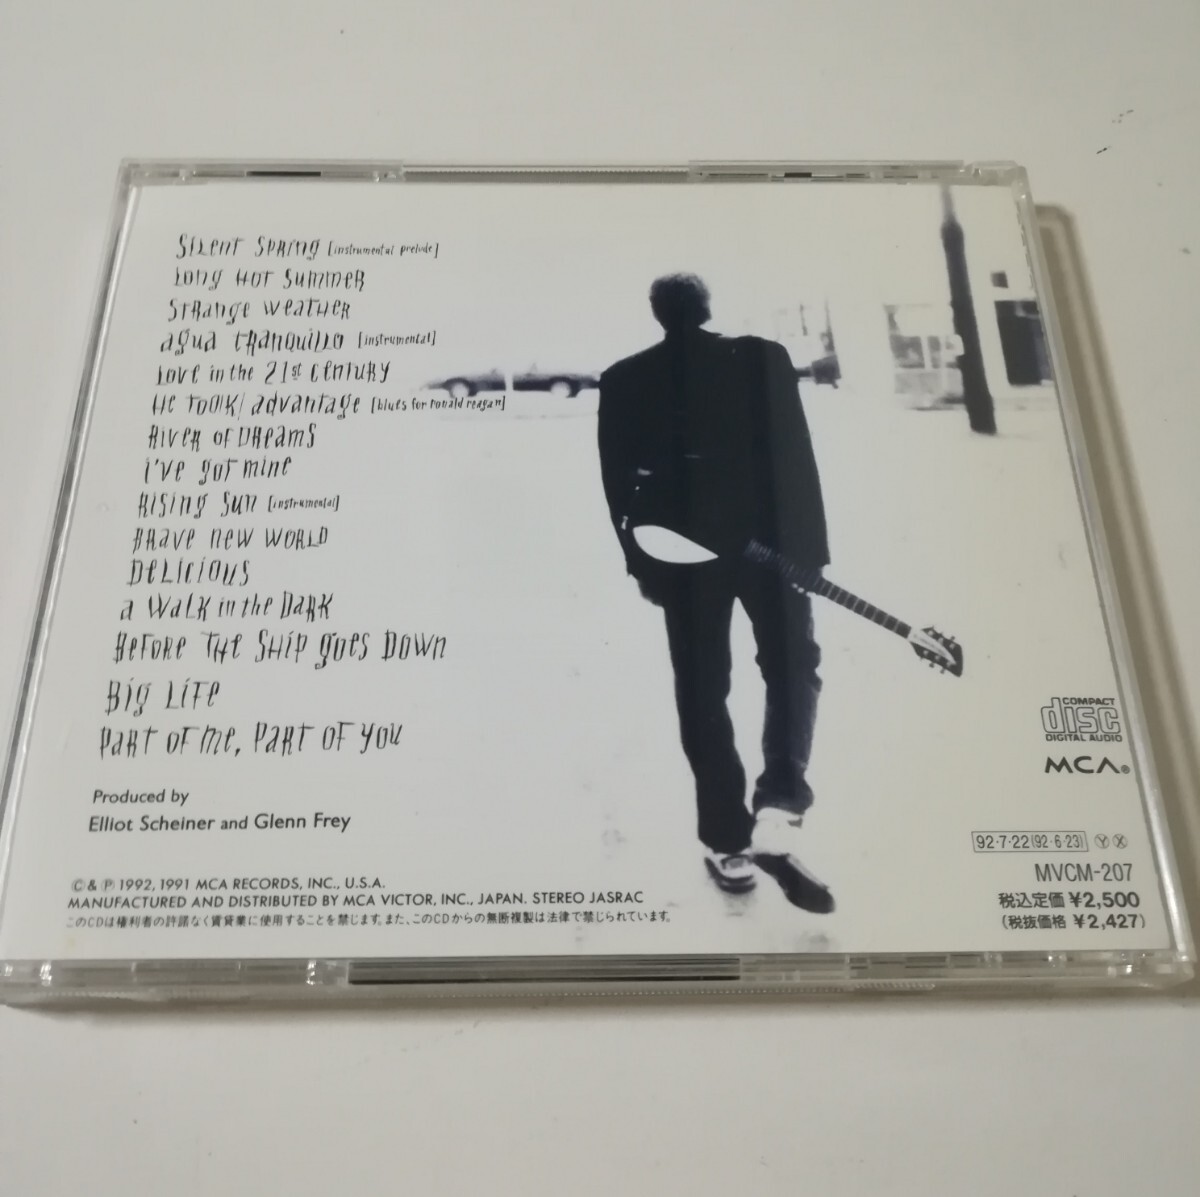 Silent Spring [instrumental prelude]
Long Hot Summer
Strange Weather
Agua Tranquillo [instrumental]
Love in the 21st Century
He Took Advantage [blues for ronald reagan]
River of Dreams
I've Got Mine
Rising Sun [instrumental]
Brave New World
Delicious
A Walk in the Dark
Before the Ship Goes Down
Big Life
Part of Me, Part of You
Produced by
Elliot Scheiner and Glenn Frey
Ⓒ & Ⓟ 1992, 1991 MCA RECORDS, INC., U.S.A.
MANUFACTURED AND DISTRIBUTED BY MCA VICTOR, INC., JAPAN. STEREO JASRAC
このCDは権利者の許諾なく賃貸業に使用することを禁じます。また、このCDからの無断複製は法律で禁じられています。
COMPACT
disc
DIGITAL AUDIO
MCA®
92・7・22(92・6・23) Ⓨ Ⓧ
MVCM-207
税込定価 ¥2,500
(税抜価格 ¥2,427)